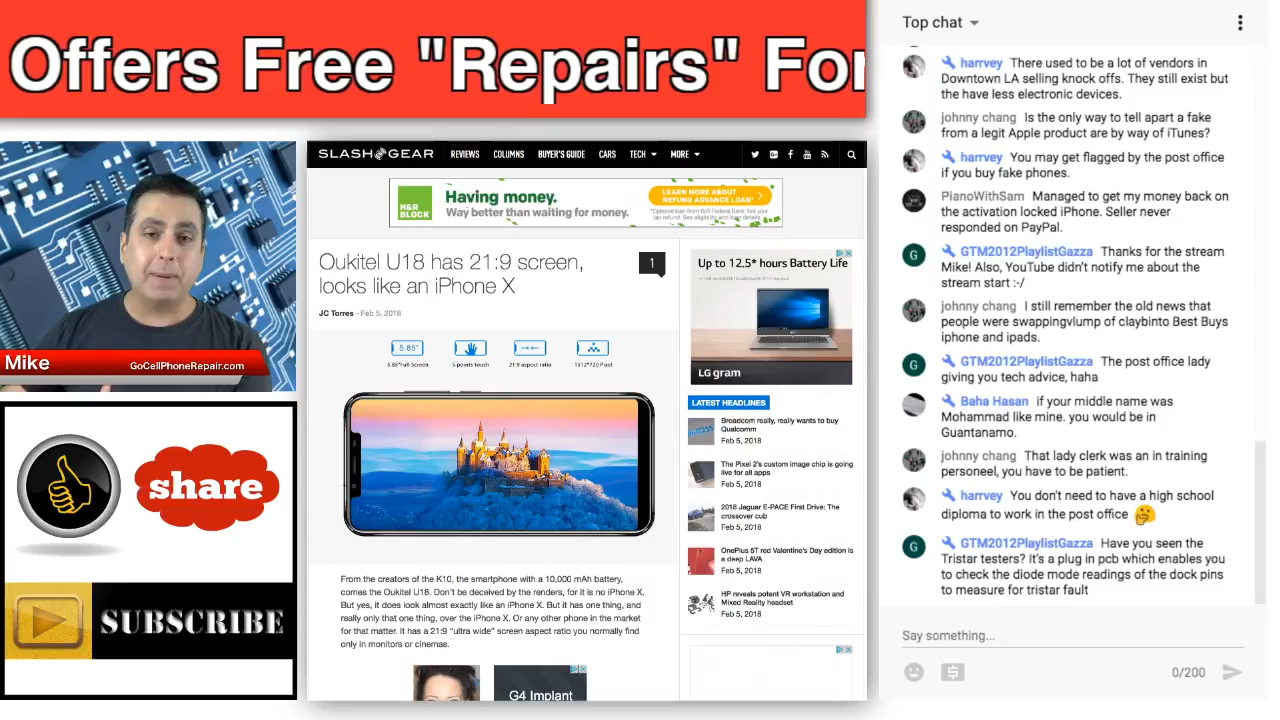 Offers Free "Repairs" For
Mike
GoCellPhoneRepair.com
share
SUBSCRIBE
SLASHGEAR
REVIEWS COLUMNS BUYER'S GUIDE CARS TECH MORE
H&R
BLOCK
Having money.
Way better than waiting for money.
LEARN MORE ABOUT
REFUND ADVANCE LOAN*
Oukitel U18 has 21:9 screen,
looks like an iPhone X
1
JC Torres - Feb 5, 2018
5.85"
5.85"Full Screen
5 points touch
21:9 aspect ratio
1512*720 Pixel
From the creators of the K10, the smartphone with a 10,000 mAh battery,
comes the Oukitel U18. Don't be deceived by the renders, for it is no iPhone X.
But yes, it does look almost exactly like an iPhone X. But it has one thing, and
really only that one thing, over the iPhone X. Or any other phone in the market
for that matter. It has a 21:9 "ultra wide" screen aspect ratio you normally find
only in monitors or cinemas.
G4 Implant
Up to 12.5* hours Battery Life
LG gram
LATEST HEADLINES
Broadcom really, really wants to buy
Qualcomm
Feb 5, 2018
The Pixel 2's custom image chip is going
live for all apps
Feb 5, 2018
2018 Jaguar E-PACE First Drive: The
crossover cub
Feb 5, 2018
OnePlus 5T red Valentine's Day edition is
a deep LAVA
Feb 5, 2018
HP reveals potent VR workstation and
Mixed Reality headset
Feb 5, 2018
Top chat
harrvey There used to be a lot of vendors in
Downtown LA selling knock offs. They still exist but
the have less electronic devices.
johnny chang Is the only way to tell apart a fake
from a legit Apple product are by way of iTunes?
harrvey You may get flagged by the post office
if you buy fake phones.
PianoWithSam Managed to get my money back on
the activation locked iPhone. Seller never
responded on PayPal.
G GTM2012PlaylistGazza Thanks for the stream
Mike! Also, YouTube didn't notify me about the
stream start :-/
johnny chang I still remember the old news that
people were swappingvlump of claybinto Best Buys
iphone and ipads.
G GTM2012PlaylistGazza The post office lady
giving you tech advice, haha
Baha Hasan if your middle name was
Mohammad like mine. you would be in
Guantanamo.
johnny chang That lady clerk was an in training
personeel, you have to be patient.
harrvey You don't need to have a high school
diploma to work in the post office
G GTM2012PlaylistGazza Have you seen the
Tristar testers? It's a plug in pcb which enables you
to check the diode mode readings of the dock pins
to measure for tristar fault
Say something...
0/200